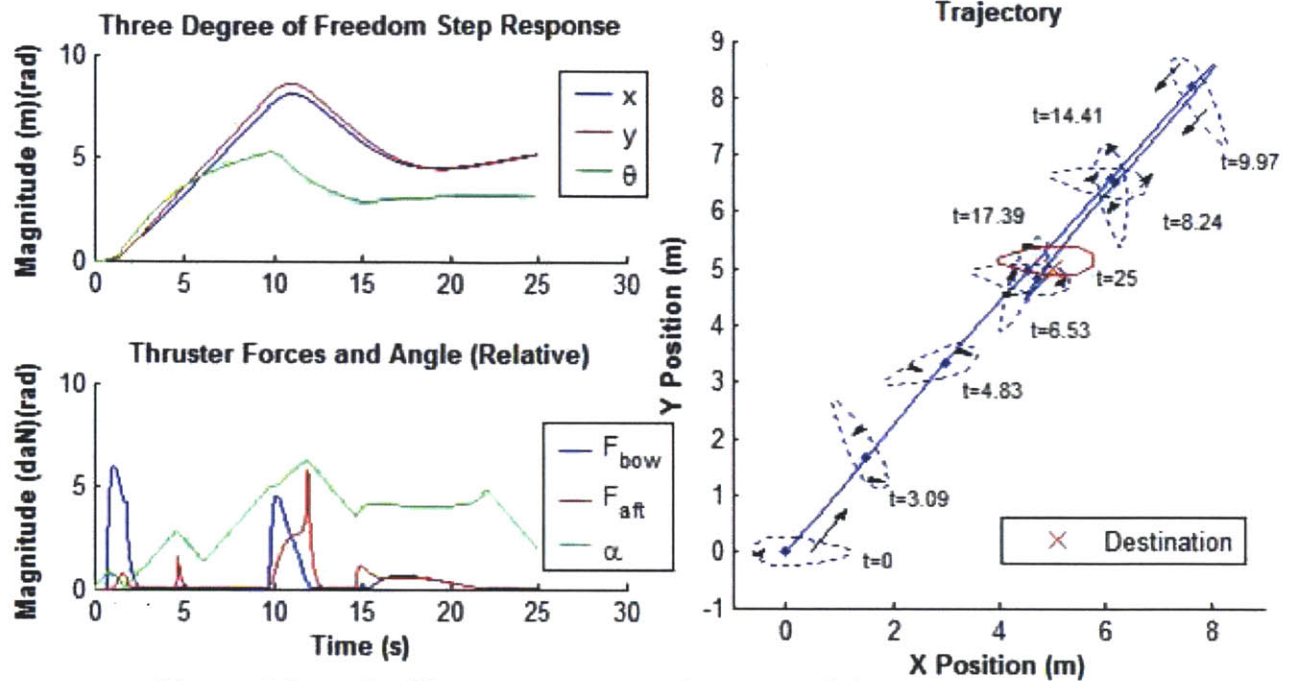 Three Degree of Freedom Step Response
Magnitude (m)(rad)
10
5
0
0 5 10 15 20 25 30
x
y
θ
Thruster Forces and Angle (Relative)
Magnitude (daN)(rad)
10
5
0
0 5 10 15 20 25 30
Time (s)
F_bow
F_aft
α
Trajectory
Y Position (m)
9
8
7
6
5
4
3
2
1
0
-1
0 2 4 6 8
X Position (m)
t=14.41
t=9.97
t=17.39
t=8.24
t=25
t=6.53
t=4.83
t=3.09
t=0
Destination